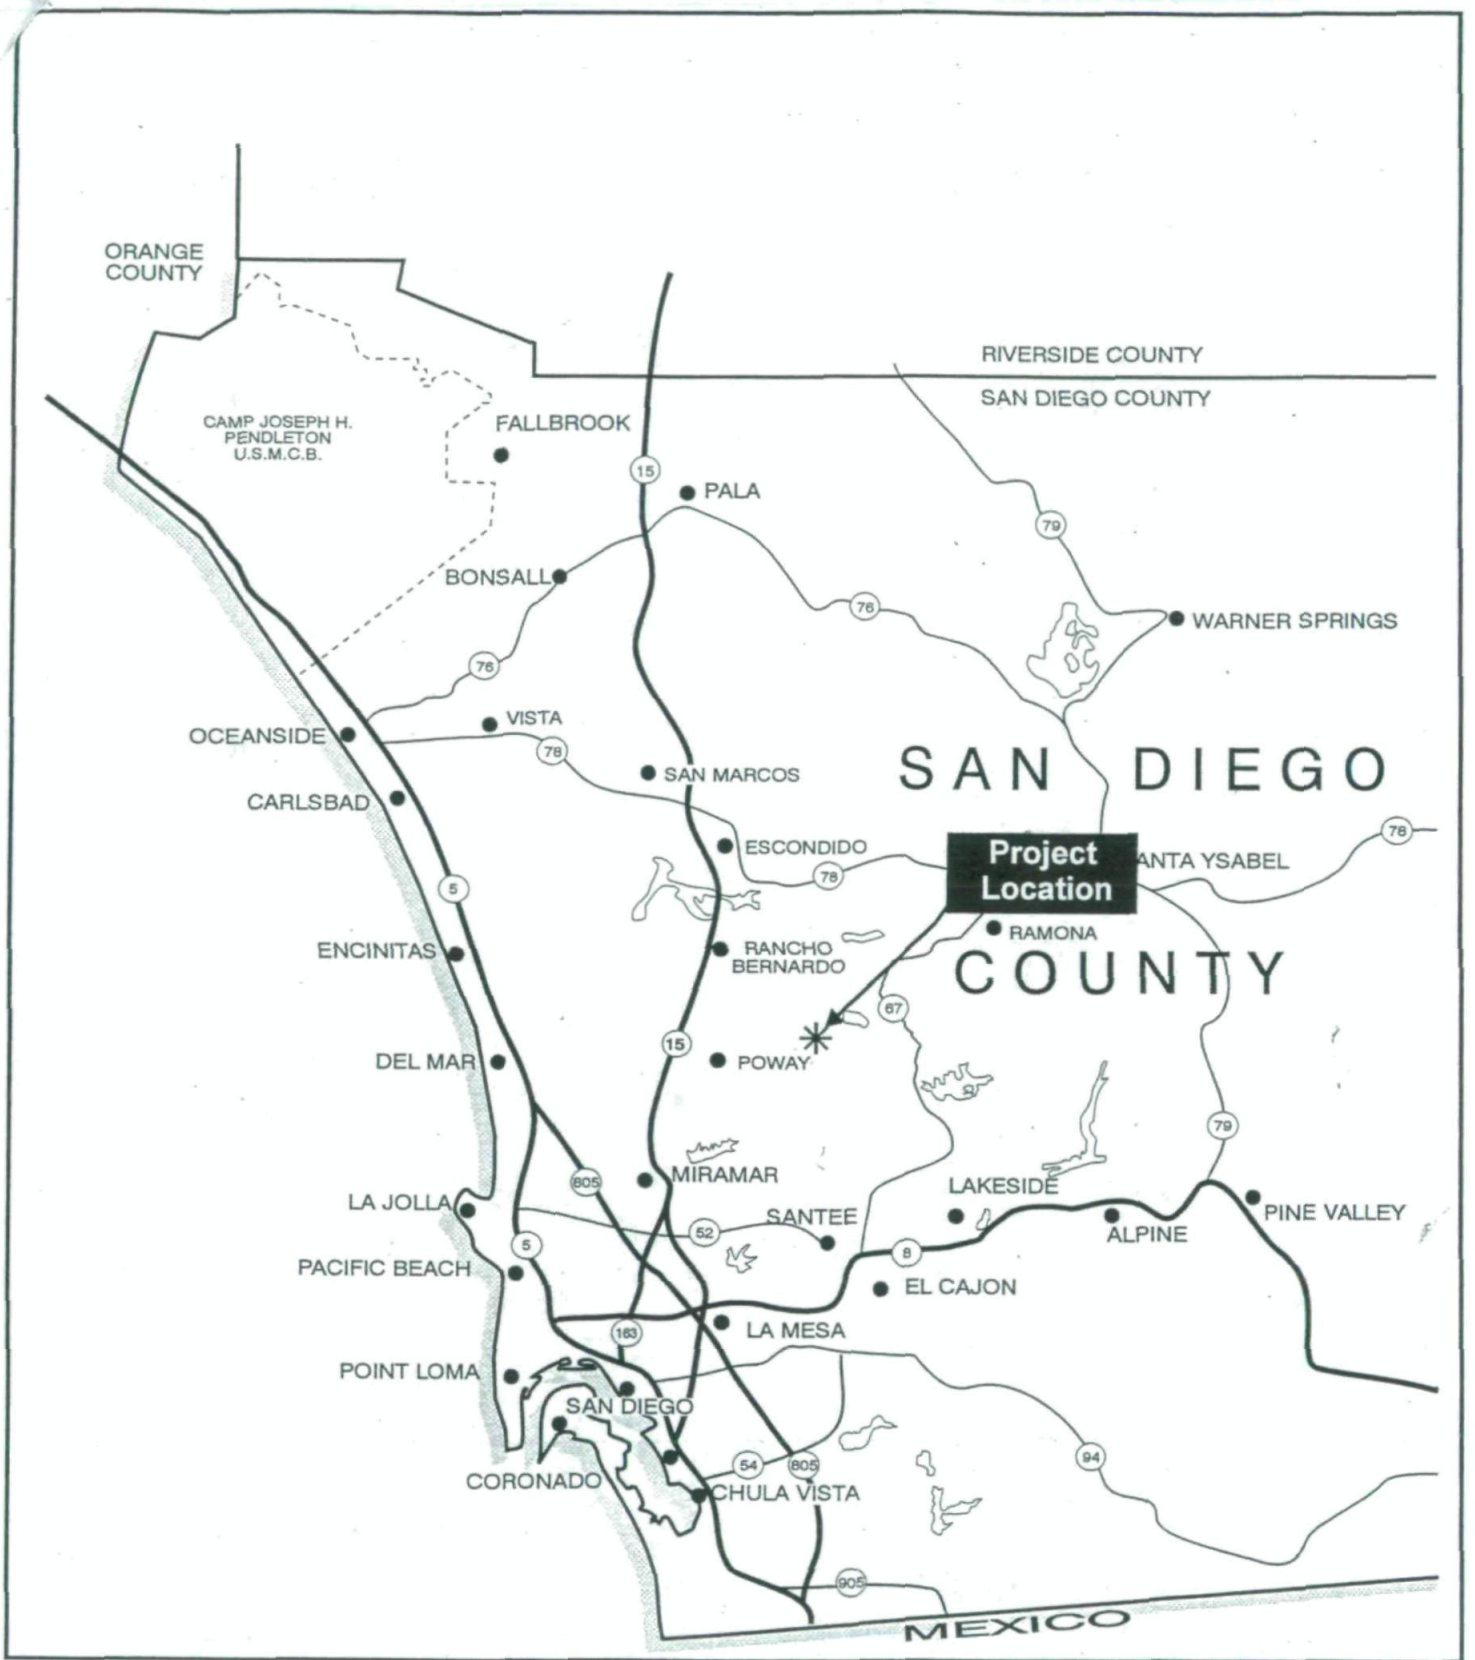 ORANGE
COUNTY
RIVERSIDE COUNTY
SAN DIEGO COUNTY
CAMP JOSEPH H.
PENDLETON
U.S.M.C.B.
FALLBROOK
15
PALA
79
BONSALL
76
WARNER SPRINGS
76
VISTA
OCEANSIDE
78
SAN MARCOS
SAN DIEGO
CARLSBAD
78
ESCONDIDO
Project
Location
ANTA YSABEL
78
5
RAMONA
ENCINITAS
RANCHO
BERNARDO
COUNTY
67
15
DEL MAR
POWAY
79
MIRAMAR
805
LAKESIDE
LA JOLLA
SANTEE
PINE VALLEY
52
ALPINE
5
8
PACIFIC BEACH
EL CAJON
163
LA MESA
POINT LOMA
SAN DIEGO
94
54
805
CORONADO
CHULA VISTA
905
MEXICO